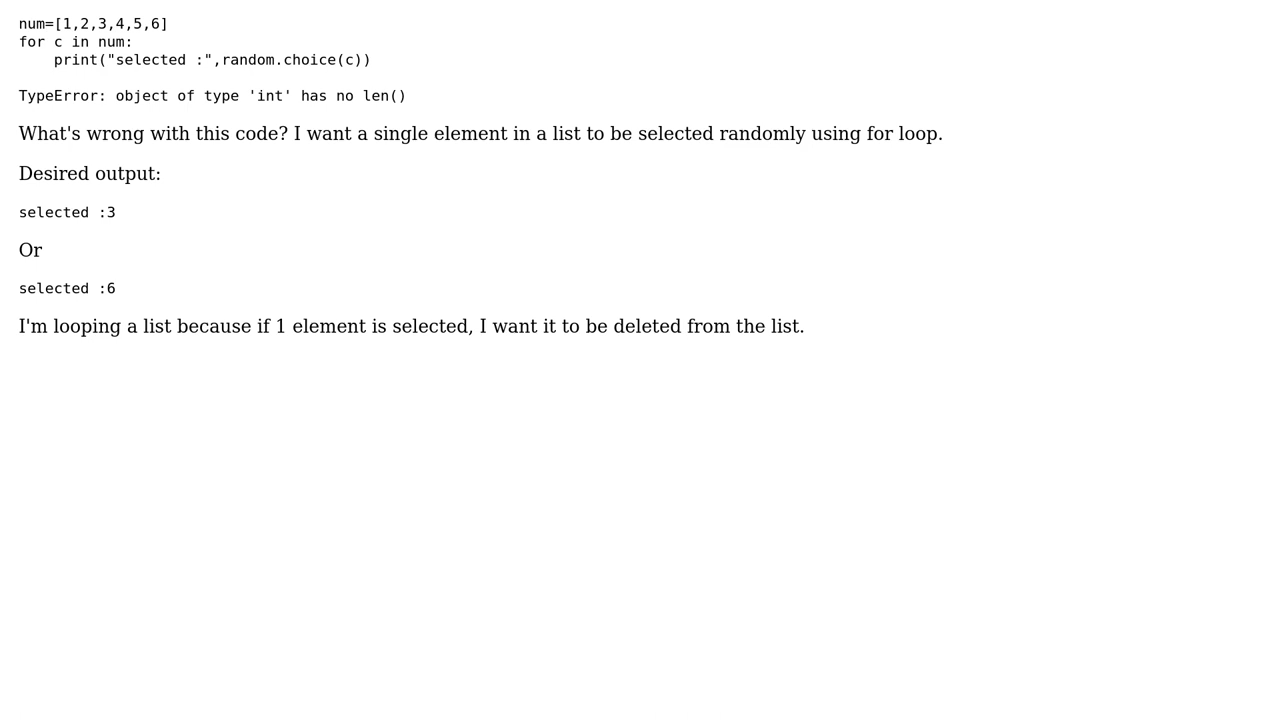 num=[1,2,3,4,5,6]
for c in num:
    print("selected :",random.choice(c))
TypeError: object of type 'int' has no len()
What's wrong with this code? I want a single element in a list to be selected randomly using for loop.
Desired output:
selected :3
Or
selected :6
I'm looping a list because if 1 element is selected, I want it to be deleted from the list.